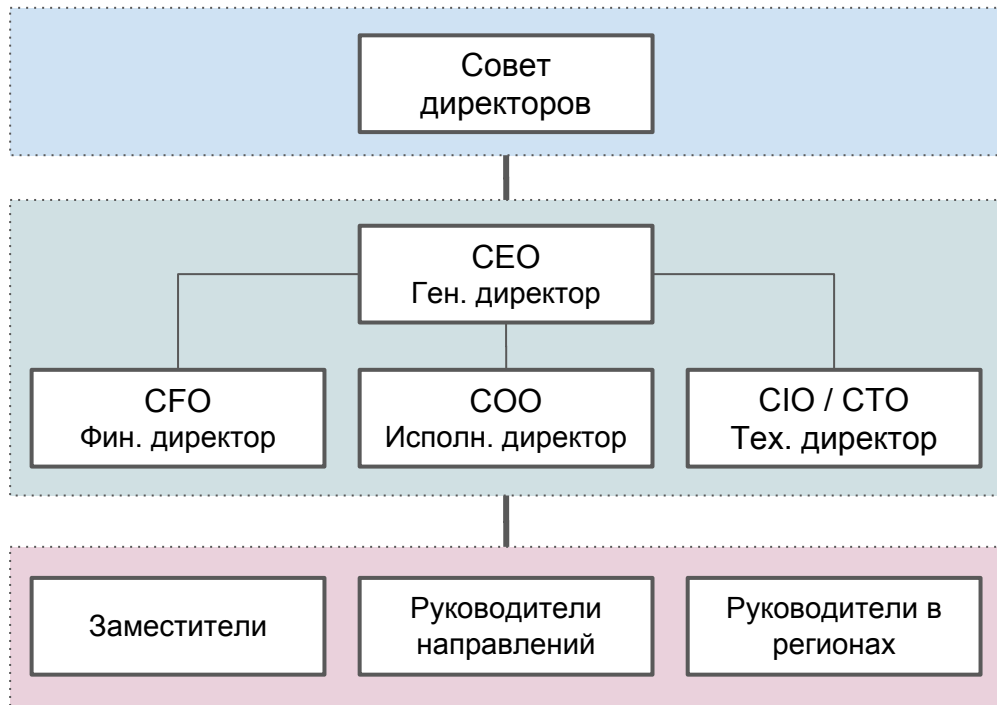 Совет
директоров
CEO
Ген. директор
CFO
Фин. директор
COO
Исполн. директор
CIO / CTO
Тех. директор
Заместители
Руководители
направлений
Руководители в
регионах